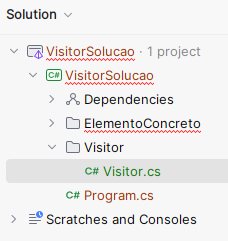 Solution
VisitorSolucao · 1 project
VisitorSolucao
Dependencies
ElementoConcreto
Visitor
C# Visitor.cs
C# Program.cs
Scratches and Consoles